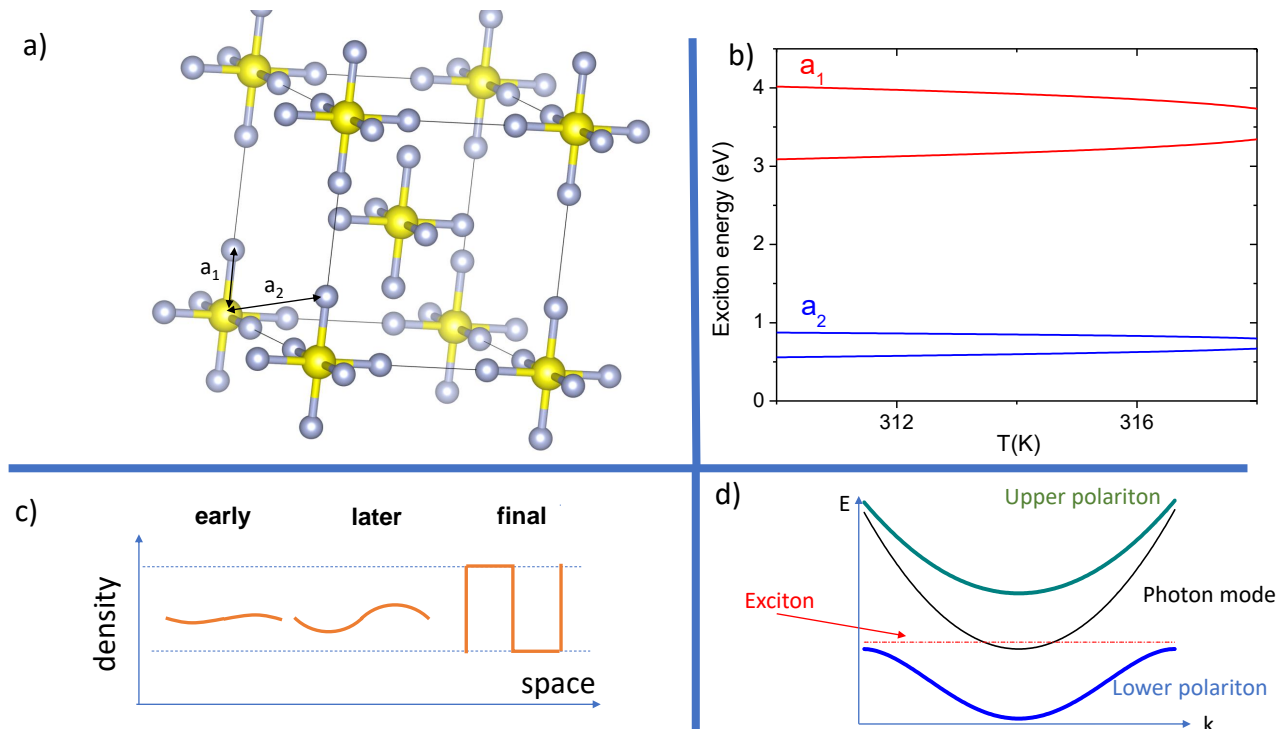 a)
a₁
a₂
b)
a₁
a₂
Exciton energy (eV)
4
3
2
1
0
312
316
T(K)
c)
early later final
density
space
d)
E
Upper polariton
Photon mode
Exciton
Lower polariton
k